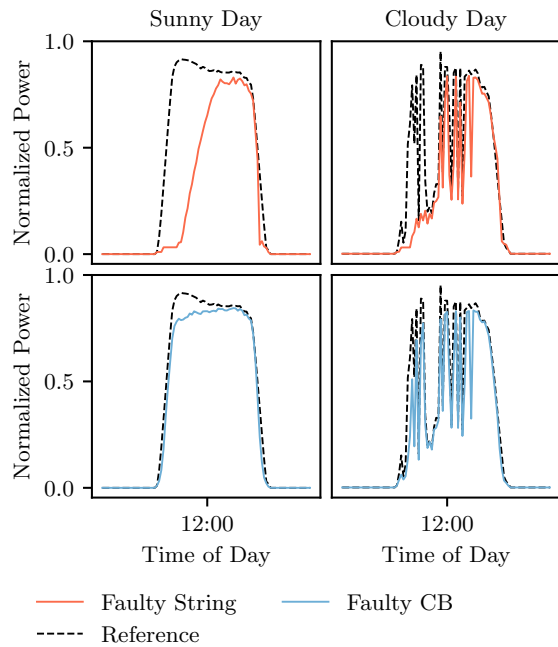 Sunny Day Cloudy Day
1.0
Normalized Power
0.5
0.0
1.0
Normalized Power
0.5
0.0
12:00 12:00
Time of Day Time of Day
Faulty String Faulty CB
Reference